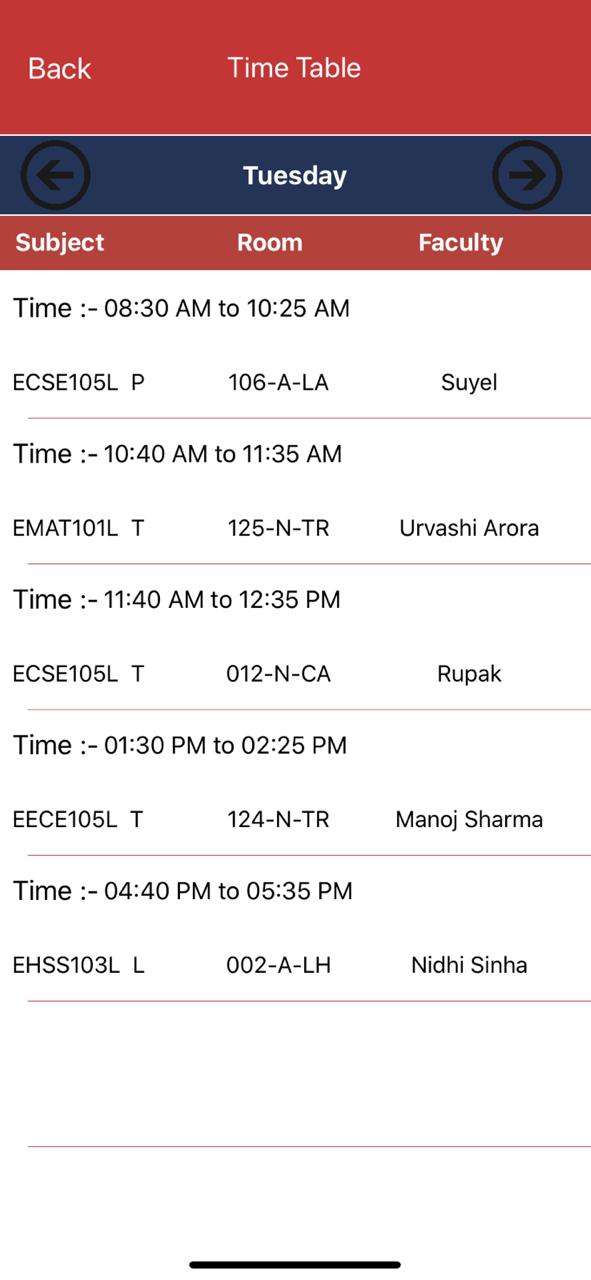 Back Time Table
Tuesday
Subject Room Faculty
Time :- 08:30 AM to 10:25 AM
ECSE105L P 106-A-LA Suyel
Time :- 10:40 AM to 11:35 AM
EMAT101L T 125-N-TR Urvashi Arora
Time :- 11:40 AM to 12:35 PM
ECSE105L T 012-N-CA Rupak
Time :- 01:30 PM to 02:25 PM
EECE105L T 124-N-TR Manoj Sharma
Time :- 04:40 PM to 05:35 PM
EHSS103L L 002-A-LH Nidhi Sinha